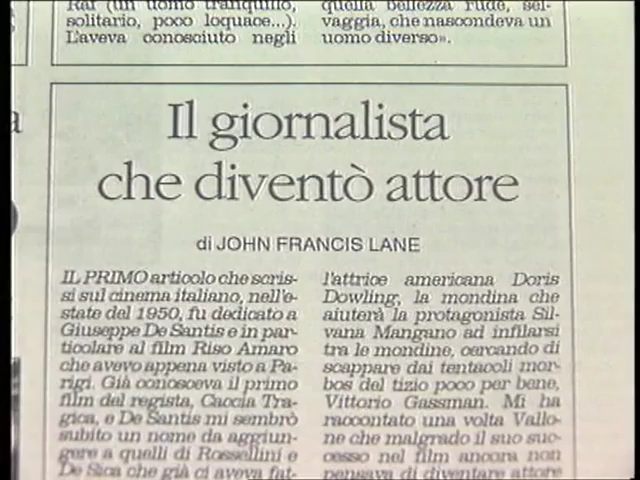 Rai (un uomo tranquillo,
solitario, poco loquace...).
L'aveva conosciuto negli
quella bellezza rude, sel-
vaggia, che nascondeva un
uomo diverso».
a
Il giornalista
che diventò attore
di JOHN FRANCIS LANE
IL PRIMO articolo che scris-
si sul cinema italiano, nell'e-
state del 1950, fu dedicato a
Giuseppe De Santis e in par-
ticolare al film Riso Amaro
che avevo appena visto a Pa-
rigi. Già conoscevo il primo
film del regista, Caccia Tra-
gica, e De Santis mi sembrò
subito un nome da aggiun-
gere a quelli di Rossellini e
De Sica che già ci aveva fat-
l'attrice americana Doris
Dowling, la mondina che
aiuterà la protagonista Sil-
vana Mangano ad infilarsi
tra le mondine, cercando di
scappare dai tentacoli mor-
bosi del tizio poco per bene,
Vittorio Gassman. Mi ha
raccontato una volta Vallo-
ne che malgrado il suo suc-
cesso nel film ancora non
pensava di diventare attore